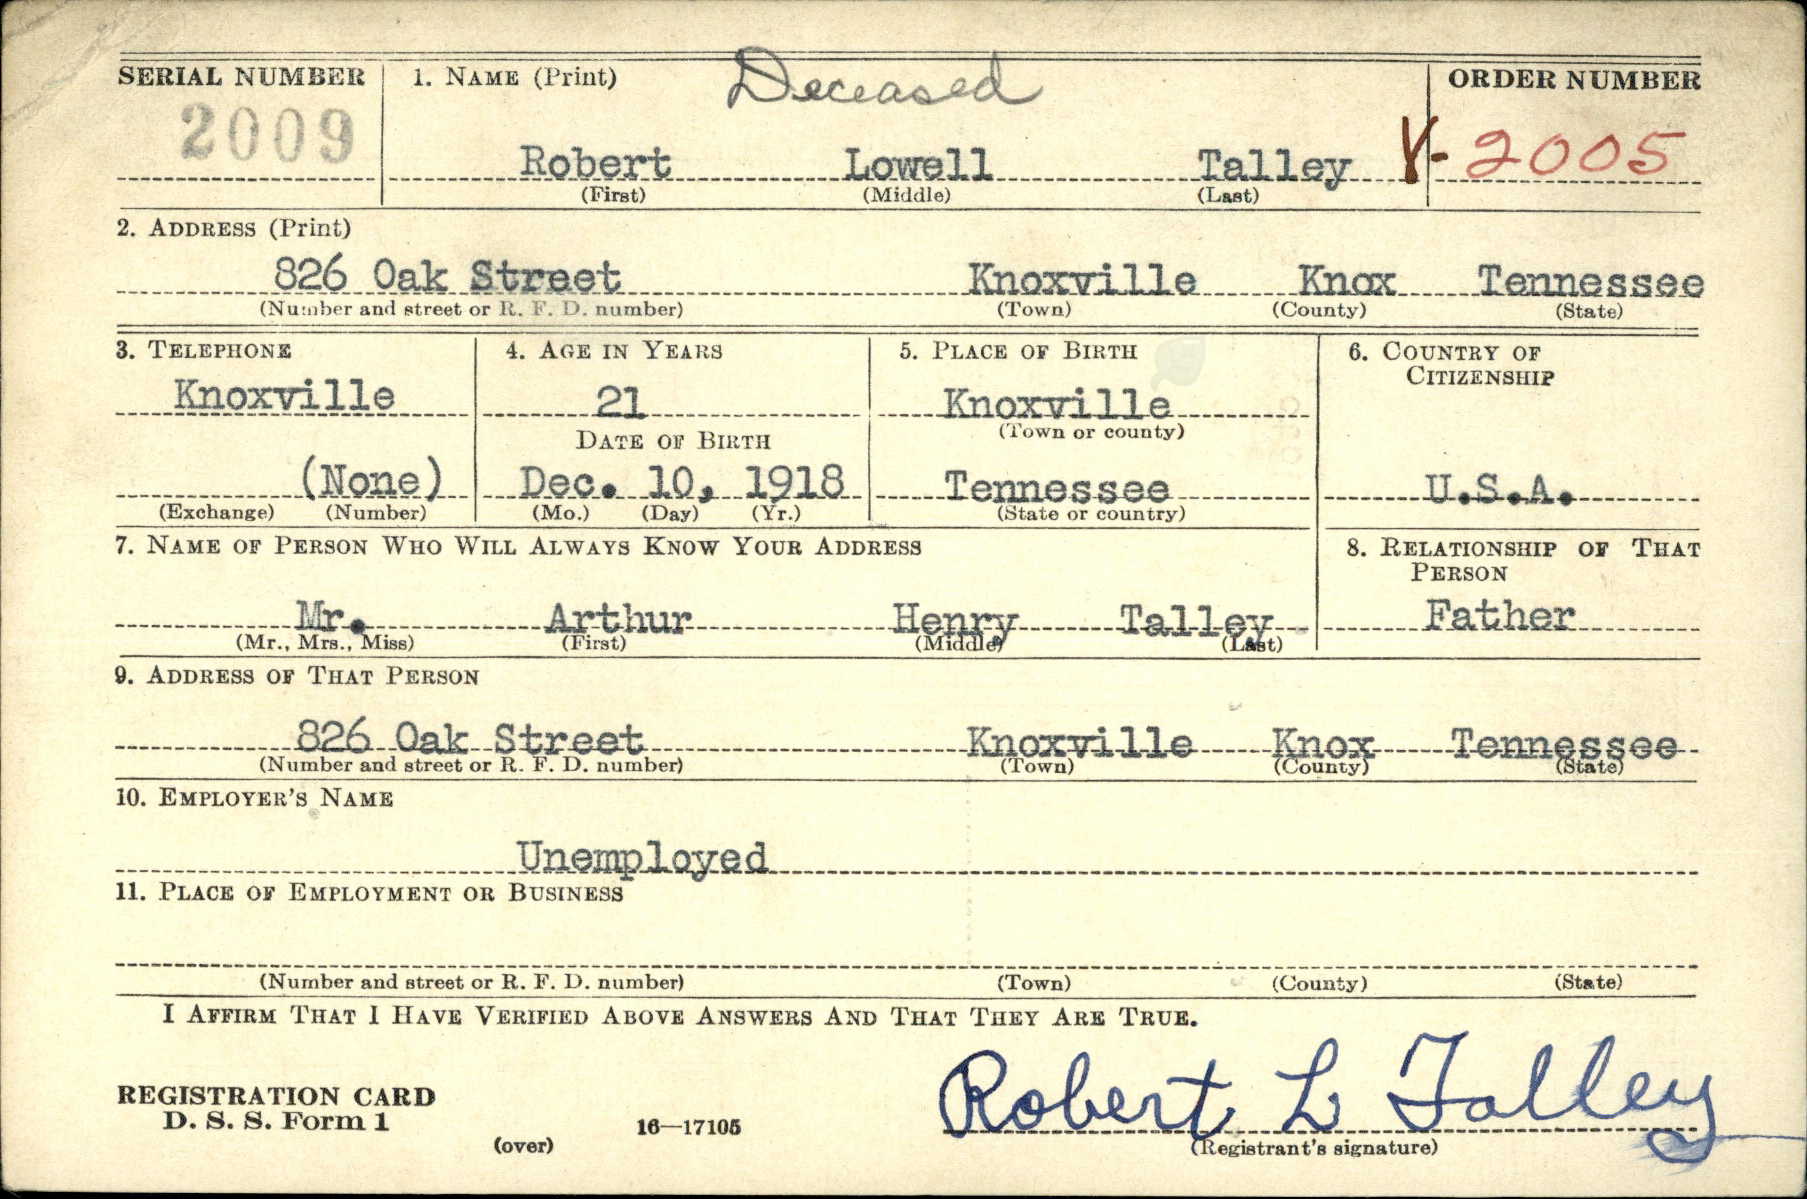 SERIAL NUMBER 1. NAME (Print) Deceased ORDER NUMBER
2009 Robert Lowell Talley V-2005
(First) (Middle) (Last)
2. ADDRESS (Print)
826 Oak Street Knoxville Knox Tennessee
(Number and street or R. F. D. number) (Town) (County) (State)
3. TELEPHONE 4. AGE IN YEARS 5. PLACE OF BIRTH 6. COUNTRY OF
CITIZENSHIP
Knoxville 21 Knoxville
DATE OF BIRTH (Town or county)
(None) Dec. 10, 1918 Tennessee U.S.A.
(Exchange) (Number) (Mo.) (Day) (Yr.) (State or country)
7. NAME OF PERSON WHO WILL ALWAYS KNOW YOUR ADDRESS 8. RELATIONSHIP OF THAT
PERSON
Mr. Arthur Henry Talley Father
(Mr., Mrs., Miss) (First) (Middle) (Last)
9. ADDRESS OF THAT PERSON
826 Oak Street Knoxville Knox Tennessee
(Number and street or R. F. D. number) (Town) (County) (State)
10. EMPLOYER'S NAME
Unemployed
11. PLACE OF EMPLOYMENT OR BUSINESS
(Number and street or R. F. D. number) (Town) (County) (State)
I AFFIRM THAT I HAVE VERIFIED ABOVE ANSWERS AND THAT THEY ARE TRUE.
REGISTRATION CARD Robert L Talley
D. S. S. Form 1 16—17105
(over) (Registrant's signature)